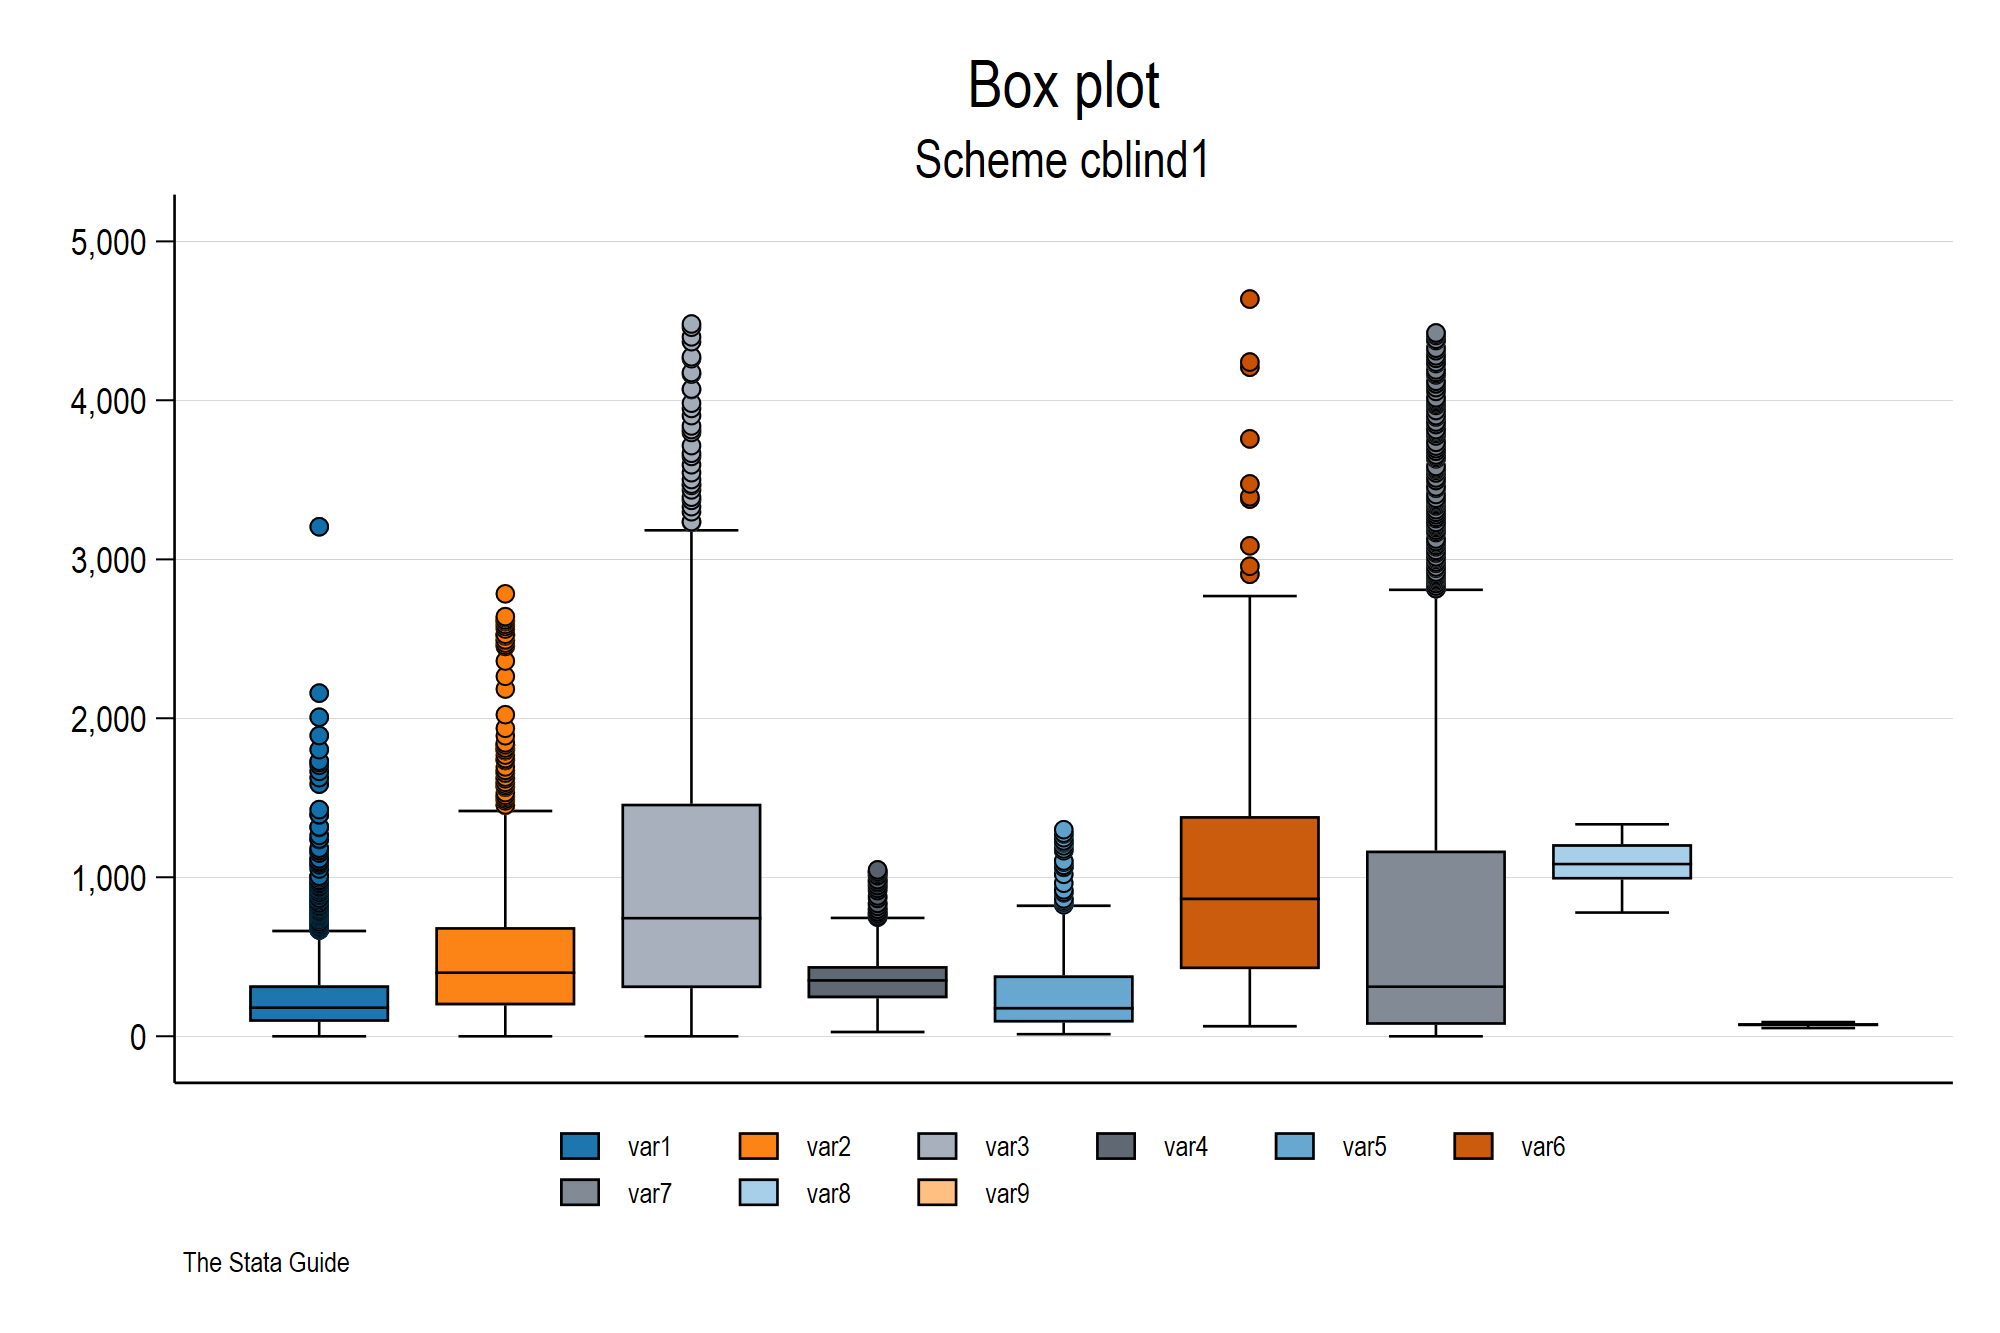 Box plot
Scheme cblind1
5,000
4,000
3,000
2,000
1,000
0
var1 var2 var3 var4 var5 var6
var7 var8 var9
The Stata Guide